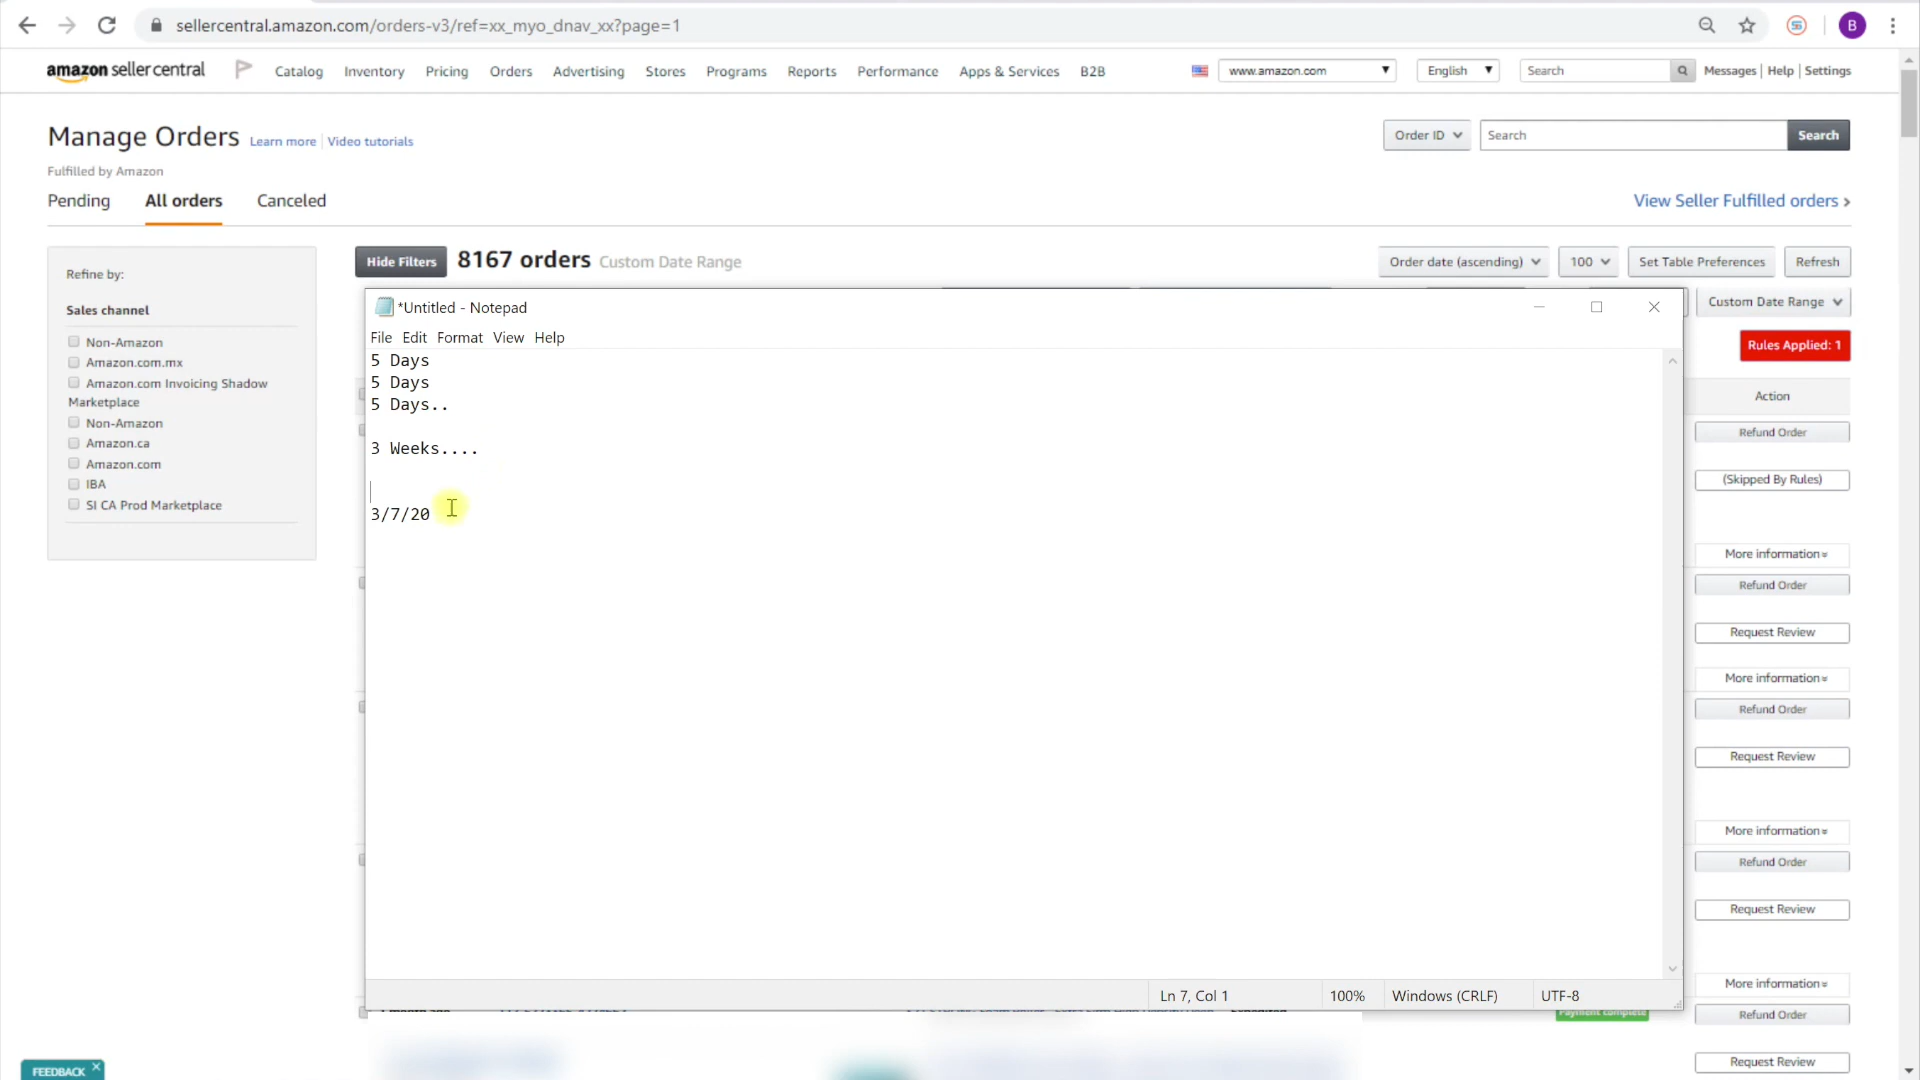 sellercentral.amazon.com/orders-v3/ref=xx_myo_dnav_xx?page=1
B
amazon seller central
Catalog Inventory Pricing Orders Advertising Stores Programs Reports Performance Apps & Services B2B
www.amazon.com English Search Messages | Help | Settings
Manage Orders Learn more | Video tutorials
Order ID Search Search
Fulfilled by Amazon
Pending All orders Canceled
View Seller Fulfilled orders ›
Refine by:
Sales channel
Non-Amazon
Amazon.com.mx
Amazon.com Invoicing Shadow
Marketplace
Non-Amazon
Amazon.ca
Amazon.com
IBA
SI CA Prod Marketplace
Hide Filters 8167 orders Custom Date Range
Order date (ascending) 100 Set Table Preferences Refresh
Custom Date Range
Rules Applied: 1
*Untitled - Notepad
File Edit Format View Help
5 Days
5 Days
5 Days..
3 Weeks....
3/7/20
Ln 7, Col 1 100% Windows (CRLF) UTF-8
Action
Refund Order
(Skipped By Rules)
More information
Refund Order
Request Review
More information
Refund Order
Request Review
More information
Refund Order
Request Review
More information
Payment complete
Refund Order
Request Review
FEEDBACK